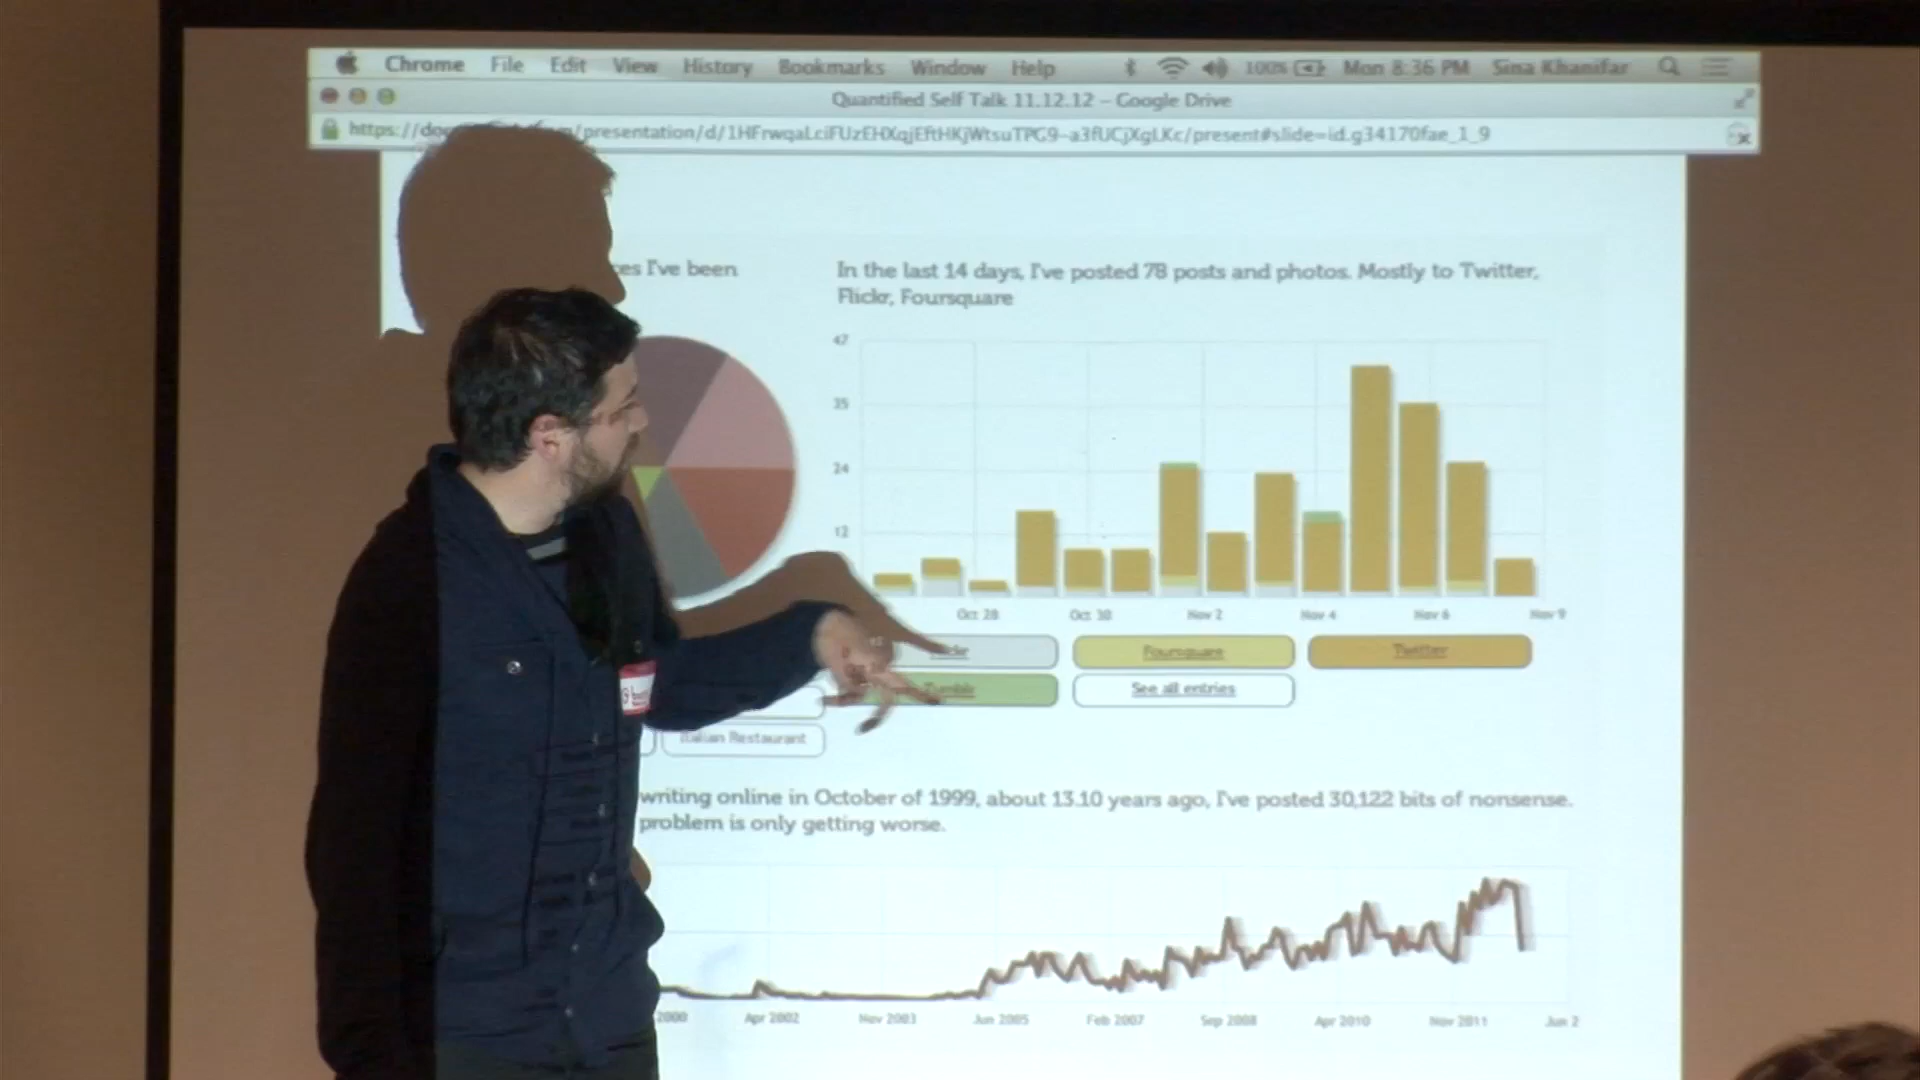 Chrome File Edit View History Bookmarks Window Help 100% Mon 8:36 PM Sina Khanifar
Quantified Self Talk 11.12.12 – Google Drive
/presentation/d/1HFrwqaLciFUzEHXqjEftHKjWtsuTPG9-a3fUCjXgLKc/present#slide=id.g34170fae_1_9
I've been
In the last 14 days, I've posted 78 posts and photos. Mostly to Twitter,
Flickr, Foursquare
47
35
24
12
Oct 28 Oct 30 Nov 2 Nov 4 Nov 6 Nov 9
Foursquare Twitter
Tumblr See all entries
Italian Restaurant
writing online in October of 1999, about 13.10 years ago, I've posted 30,122 bits of nonsense.
problem is only getting worse.
2000 Apr 2002 Nov 2003 Jun 2005 Feb 2007 Sep 2008 Apr 2010 Nov 2011 Jun 2